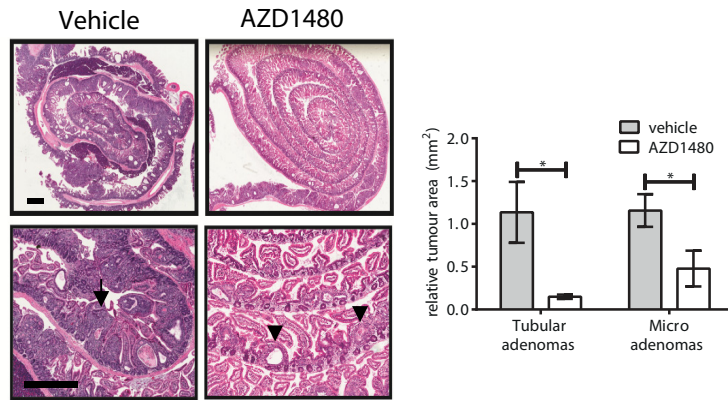 Vehicle
AZD1480
relative tumour area (mm²)
2.0
1.5
1.0
0.5
0.0
vehicle
AZD1480
*
*
Tubular
adenomas
Micro
adenomas